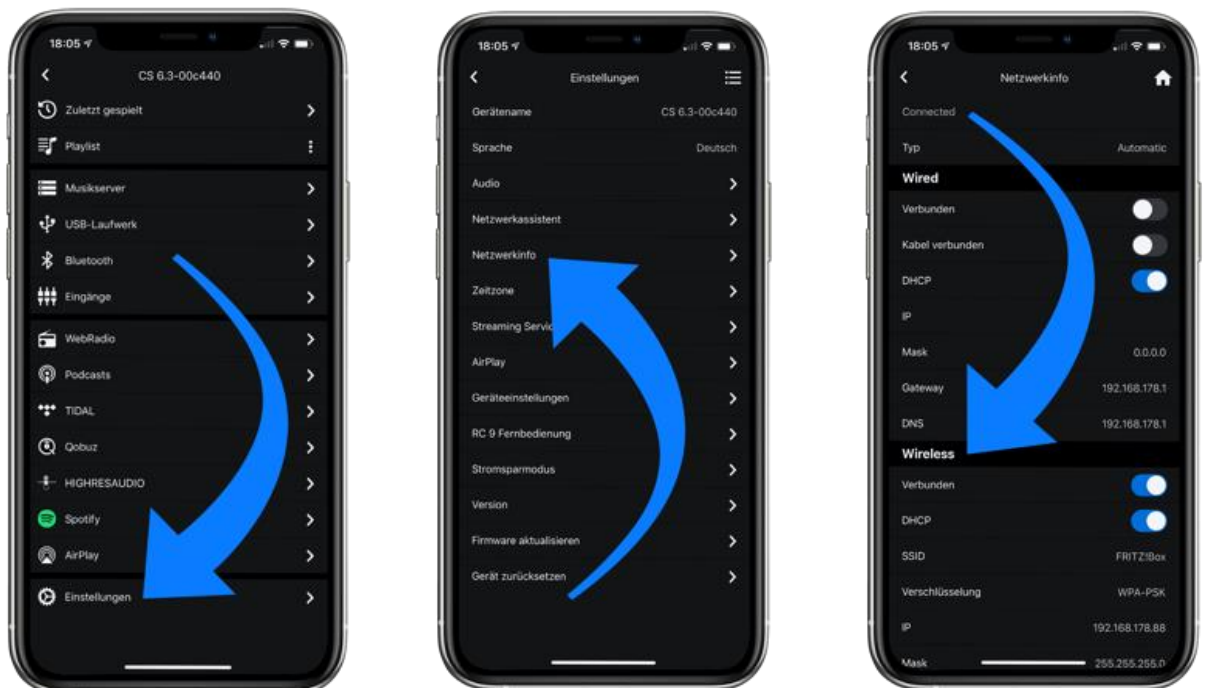 18:05
CS 6.3-00c440
Zuletzt gespielt
Playlist
Musikserver
USB-Laufwerk
Bluetooth
Eingänge
WebRadio
Podcasts
TIDAL
Qobuz
HIGHRESAUDIO
Spotify
AirPlay
Einstellungen
18:05
Einstellungen
Gerätename CS 6.3-00c440
Sprache Deutsch
Audio
Netzwerkassistent
Netzwerkinfo
Zeitzone
Streaming
AirPlay
Geräteeinstellungen
RC 9 Fernbedienung
Stromsparmodus
Version
Firmware aktualisieren
Gerät zurücksetzen
18:05
Netzwerkinfo
Connected
Typ Automatic
Wired
Verbunden
Kabel verbunden
DHCP
IP
Mask 0.0.0.0
Gateway 192.168.178.1
DNS 192.168.178.1
Wireless
Verbunden
DHCP
SSID FRITZ!Box
Verschlüsselung WPA-PSK
IP 192.168.178.88
Mask 255.255.255.0